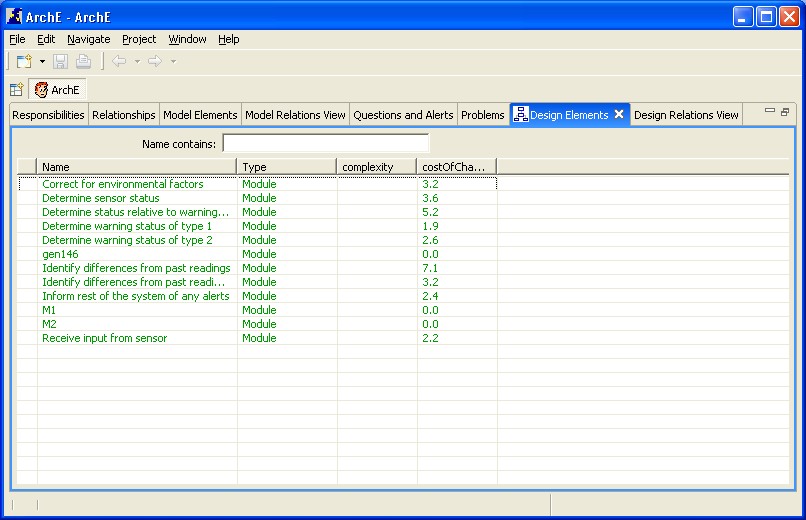 ArchE - ArchE
File Edit Navigate Project Window Help
ArchE
Responsibilities Relationships Model Elements Model Relations View Questions and Alerts Problems Design Elements Design Relations View
Name contains:
Name Type complexity costOfCha...
Correct for environmental factors Module 3.2
Determine sensor status Module 3.6
Determine status relative to warning... Module 5.2
Determine warning status of type 1 Module 1.9
Determine warning status of type 2 Module 2.6
gen146 Module 0.0
Identify differences from past readings Module 7.1
Identify differences from past readi... Module 3.2
Inform rest of the system of any alerts Module 2.4
M1 Module 0.0
M2 Module 0.0
Receive input from sensor Module 2.2